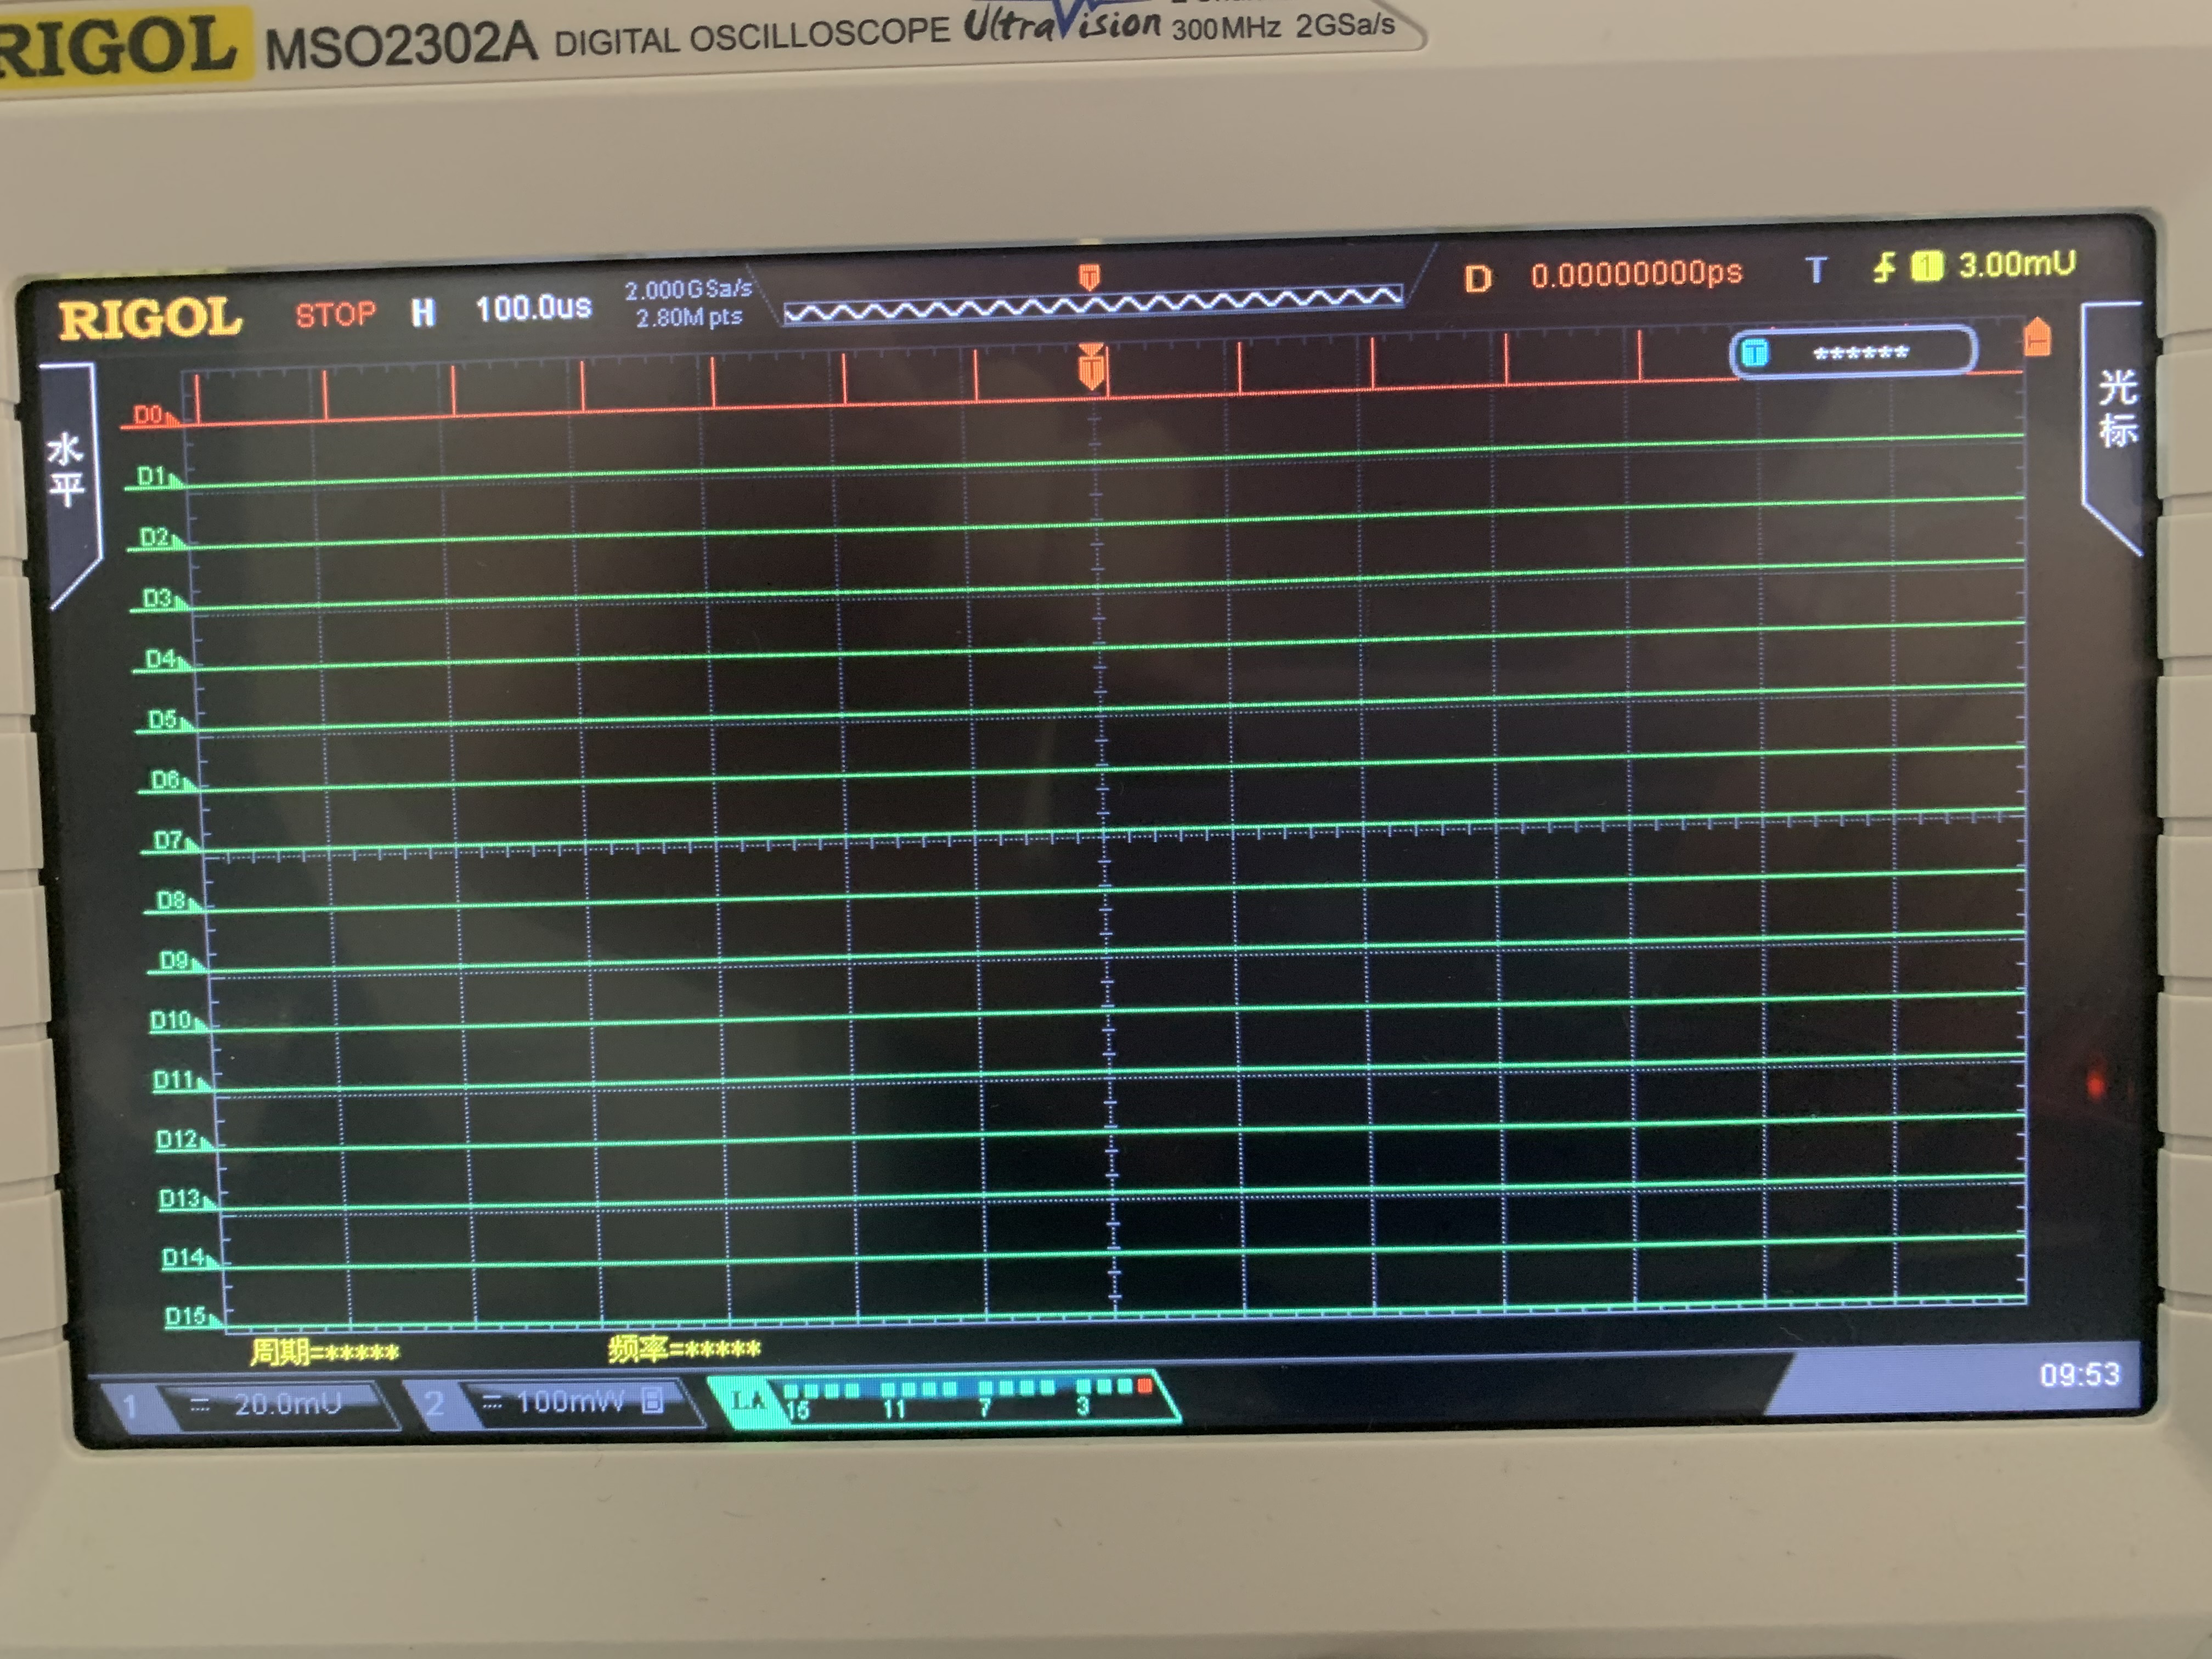 RIGOL MSO2302A DIGITAL OSCILLOSCOPE UltraVision 300MHz 2GSa/s
RIGOL STOP H 100.0us 2.000GSa/s 2.80M pts D 0.00000000ps T 1 3.00mU
T ******
水平
光标
D0
D1
D2
D3
D4
D5
D6
D7
D8
D9
D10
D11
D12
D13
D14
D15
周期=***** 频率=*****
1 20.0mU 2 100mW B LA 15 11 7 3
09:53